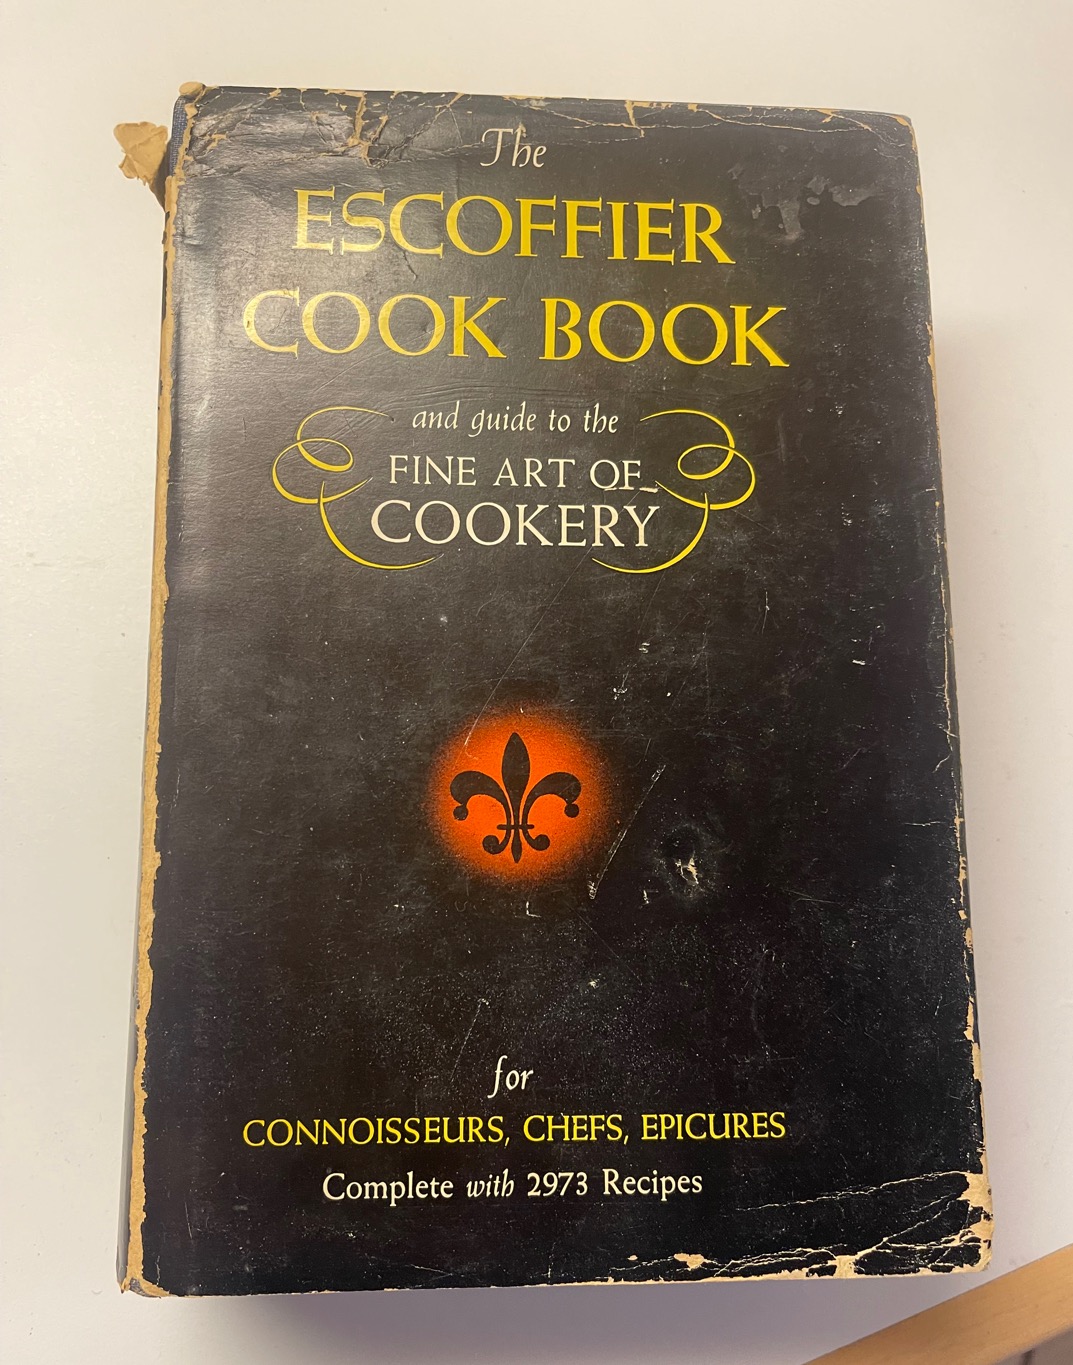 The
ESCOFFIER
COOK BOOK
and guide to the
FINE ART OF
COOKERY
for
CONNOISSEURS, CHEFS, EPICURES
Complete with 2973 Recipes